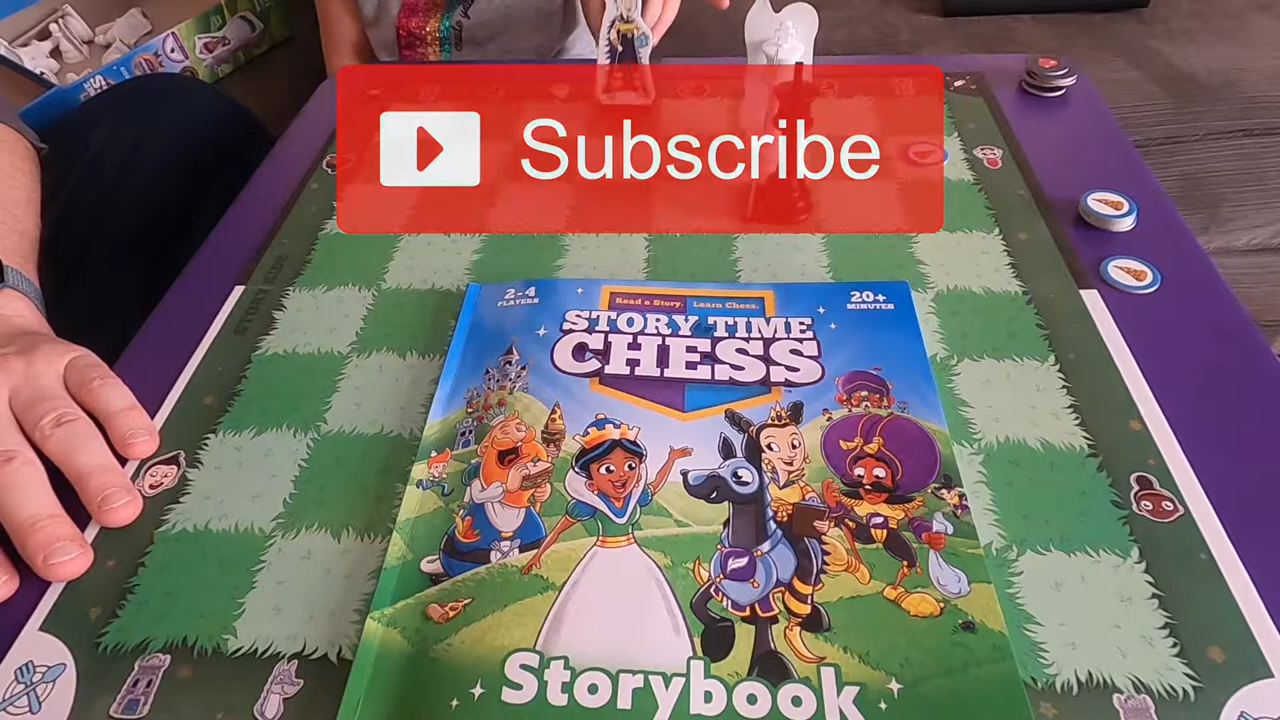 Subscribe
2-4
PLAYERS
Read a Story. Learn Chess.
20+
MINUTES
STORY TIME
CHESS
Storybook